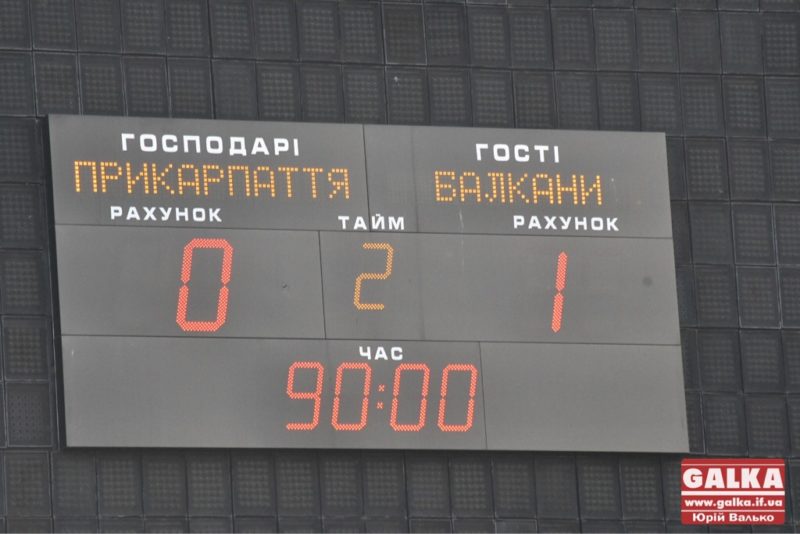 ГОСПОДАРІ ГОСТІ
ПРИКАРПАТТЯ БАЛКАНИ
РАХУНОК ТАЙМ РАХУНОК
0 2 1
ЧАС
90:00
GALKA
www.galka.if.ua
Юрій Валько